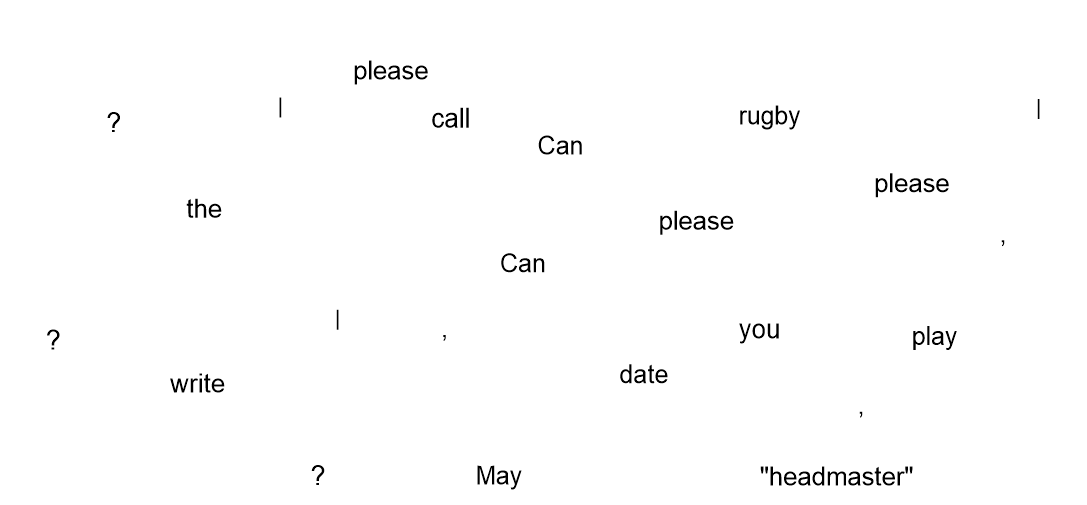 please
? I call rugby I
Can
please
the
please
,
Can
I , you play
?
write date
,
? May "headmaster"